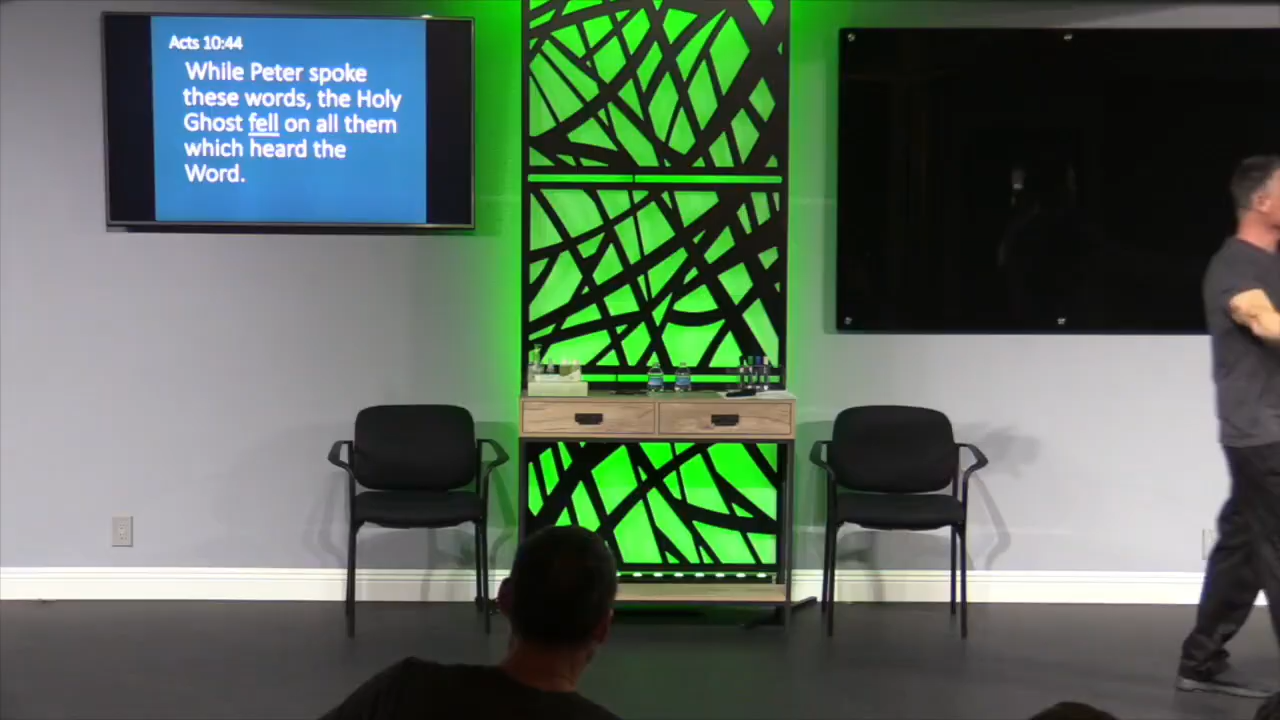 Acts 10:44
While Peter spoke
these words, the Holy
Ghost fell on all them
which heard the
Word.